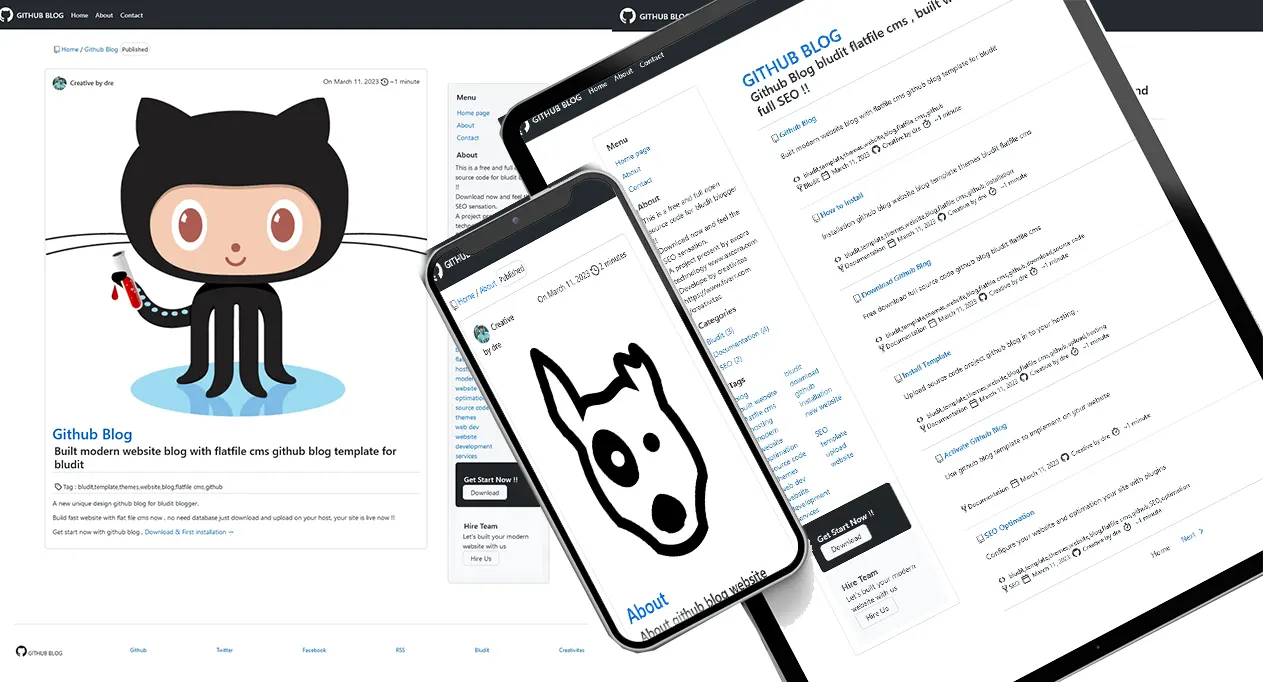 GITHUB BLOG Home About Contact
Home / Github Blog Published
Creative by dre
On March 11, 2023 ~1 minute
Github Blog
Built modern website blog with flatfile cms github blog template for
bludit
Tag : bludit,template,themes,website,blog,flatfile cms,github
A new unique design github blog for bludit blogger.
Build fast website with flat file cms now , no need database just download and upload on your host, your site is live now !!
Get start now with github blog , Download & First installation →
Menu
Home page
About
Contact
About
This is a free and full o
source code for bludit b
!!
Download now and feel
SEO sensation.
A project pre
techn
host
modern
website
optimatio
source code
themes
web dev
website
development
services
Get Start Now !!
Download
Hire Team
Let's built your modern
website with us
Hire Us
GITHUB BLOG
Github
Twitter
Facebook
RSS
Bludit
Creativitas
GITHUB
Home / About Published
On March 11, 2023 2 minutes
Creative
by dre
About
About github blog website
GITHUB BLOG
GITHUB BLOG Home About Contact
Menu
Home page
About
Contact
About
This is a free and full open
source code for bludit blogger
!!
Download now and feel the
SEO sensation.
A project present by awcora
technology www.awcora.com
Develope by creativitas
https://www.fiverr.com
/creativitac
Categories
Bludit (3)
Documentation (4)
SEO (2)
Tags
blog
built website
flatfile cms
hosting
modern
website
optimation
source code
themes
web dev
website
development
services
bludit
download
github
installation
new website
SEO
template
upload
website
Get Start Now !!
Download
Hire Team
Let's built your modern
website with us
Hire Us
GITHUB BLOG
Github Blog bludit flatfile cms , built w
full SEO !!
Github Blog
Built modern website blog with flatfile cms github blog template for bludit
bludit,template,themes,website,blog,flatfile cms,github
Bludit March 11, 2023 Creative by dre ~1 minute
How to Install
Installation github blog website blog template themes bludit flatfile cms
bludit,template,themes,website,blog,flatfile cms,github,installation
Documentation March 11, 2023 Creative by dre ~1 minute
Download Github Blog
Free download full source code github blog bludit flatfile cms
bludit,template,themes,website,blog,flatfile cms,github,download,source code
Documentation March 11, 2023 Creative by dre ~1 minute
Install Template
Upload source code project github blog in to your hosting .
bludit,template,themes,website,blog,flatfile cms,github,upload,hosting
Documentation March 11, 2023 Creative by dre ~1 minute
Activate Github Blog
Use github blog template to implement on your website
Documentation March 11, 2023 Creative by dre ~1 minute
SEO Optimation
Configure your website and optimation your site with plugins
bludit,template,themes,website,blog,flatfile cms,github,SEO,optimation
SEO March 11, 2023 Creative by dre ~1 minute
Home Next
nd